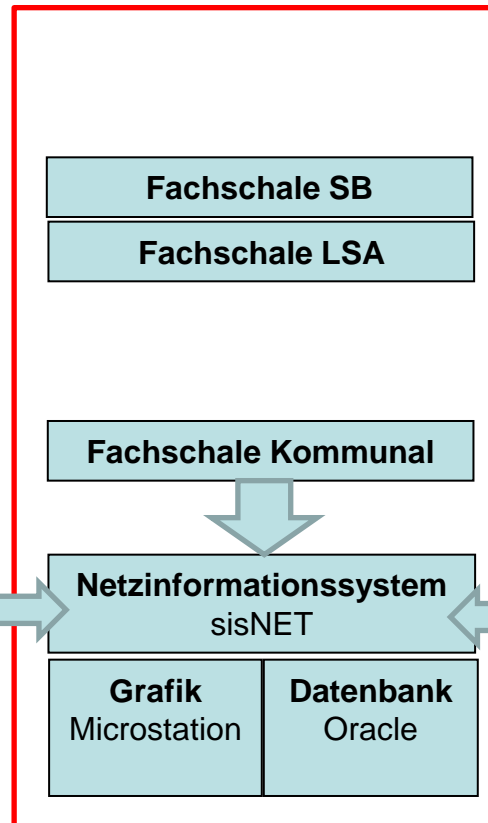 Fachschale SB
Fachschale LSA
Fachschale Kommunal
Netzinformationssystem
sisNET
Grafik
Microstation
Datenbank
Oracle